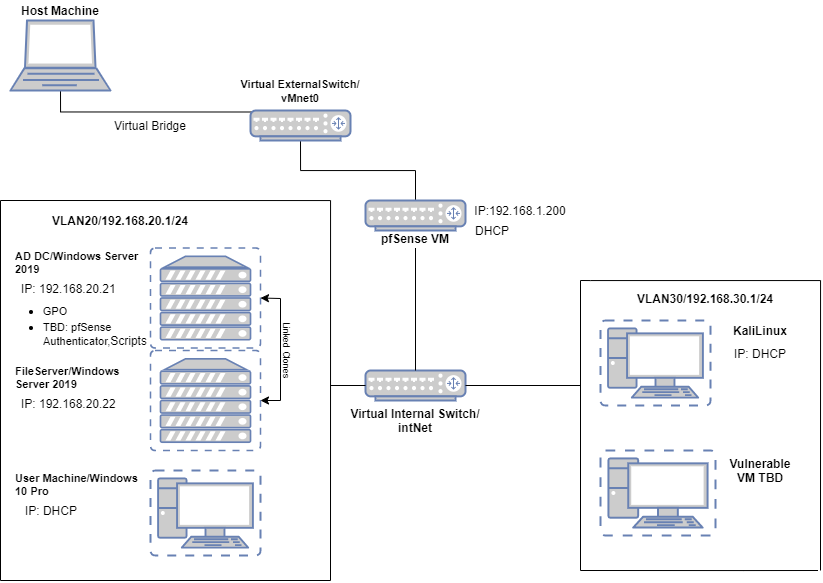 Host Machine
Virtual ExternalSwitch/
vMnet0
Virtual Bridge
IP:192.168.1.200
DHCP
pfSense VM
VLAN20/192.168.20.1/24
AD DC/Windows Server
2019
IP: 192.168.20.21
GPO
TBD: pfSense
Authenticator,Scripts
Linked Clones
FileServer/Windows
Server 2019
IP: 192.168.20.22
User Machine/Windows
10 Pro
IP: DHCP
Virtual Internal Switch/
intNet
VLAN30/192.168.30.1/24
KaliLinux
IP: DHCP
Vulnerable
VM TBD